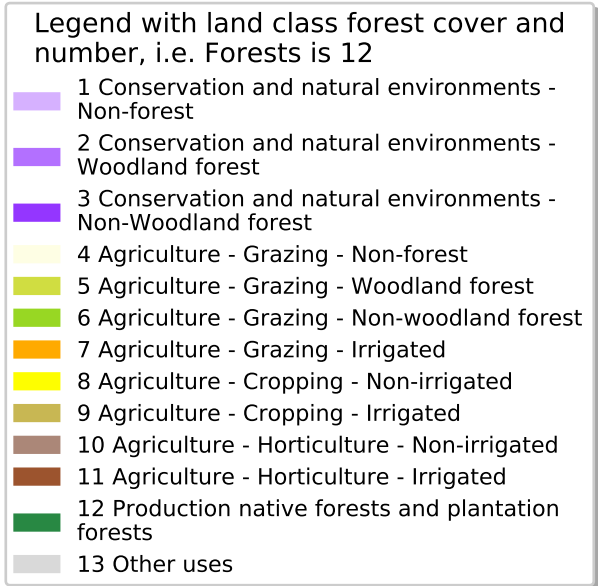 Legend with land class forest cover and
number, i.e. Forests is 12
1 Conservation and natural environments -
Non-forest
2 Conservation and natural environments -
Woodland forest
3 Conservation and natural environments -
Non-Woodland forest
4 Agriculture - Grazing - Non-forest
5 Agriculture - Grazing - Woodland forest
6 Agriculture - Grazing - Non-woodland forest
7 Agriculture - Grazing - Irrigated
8 Agriculture - Cropping - Non-irrigated
9 Agriculture - Cropping - Irrigated
10 Agriculture - Horticulture - Non-irrigated
11 Agriculture - Horticulture - Irrigated
12 Production native forests and plantation
forests
13 Other uses